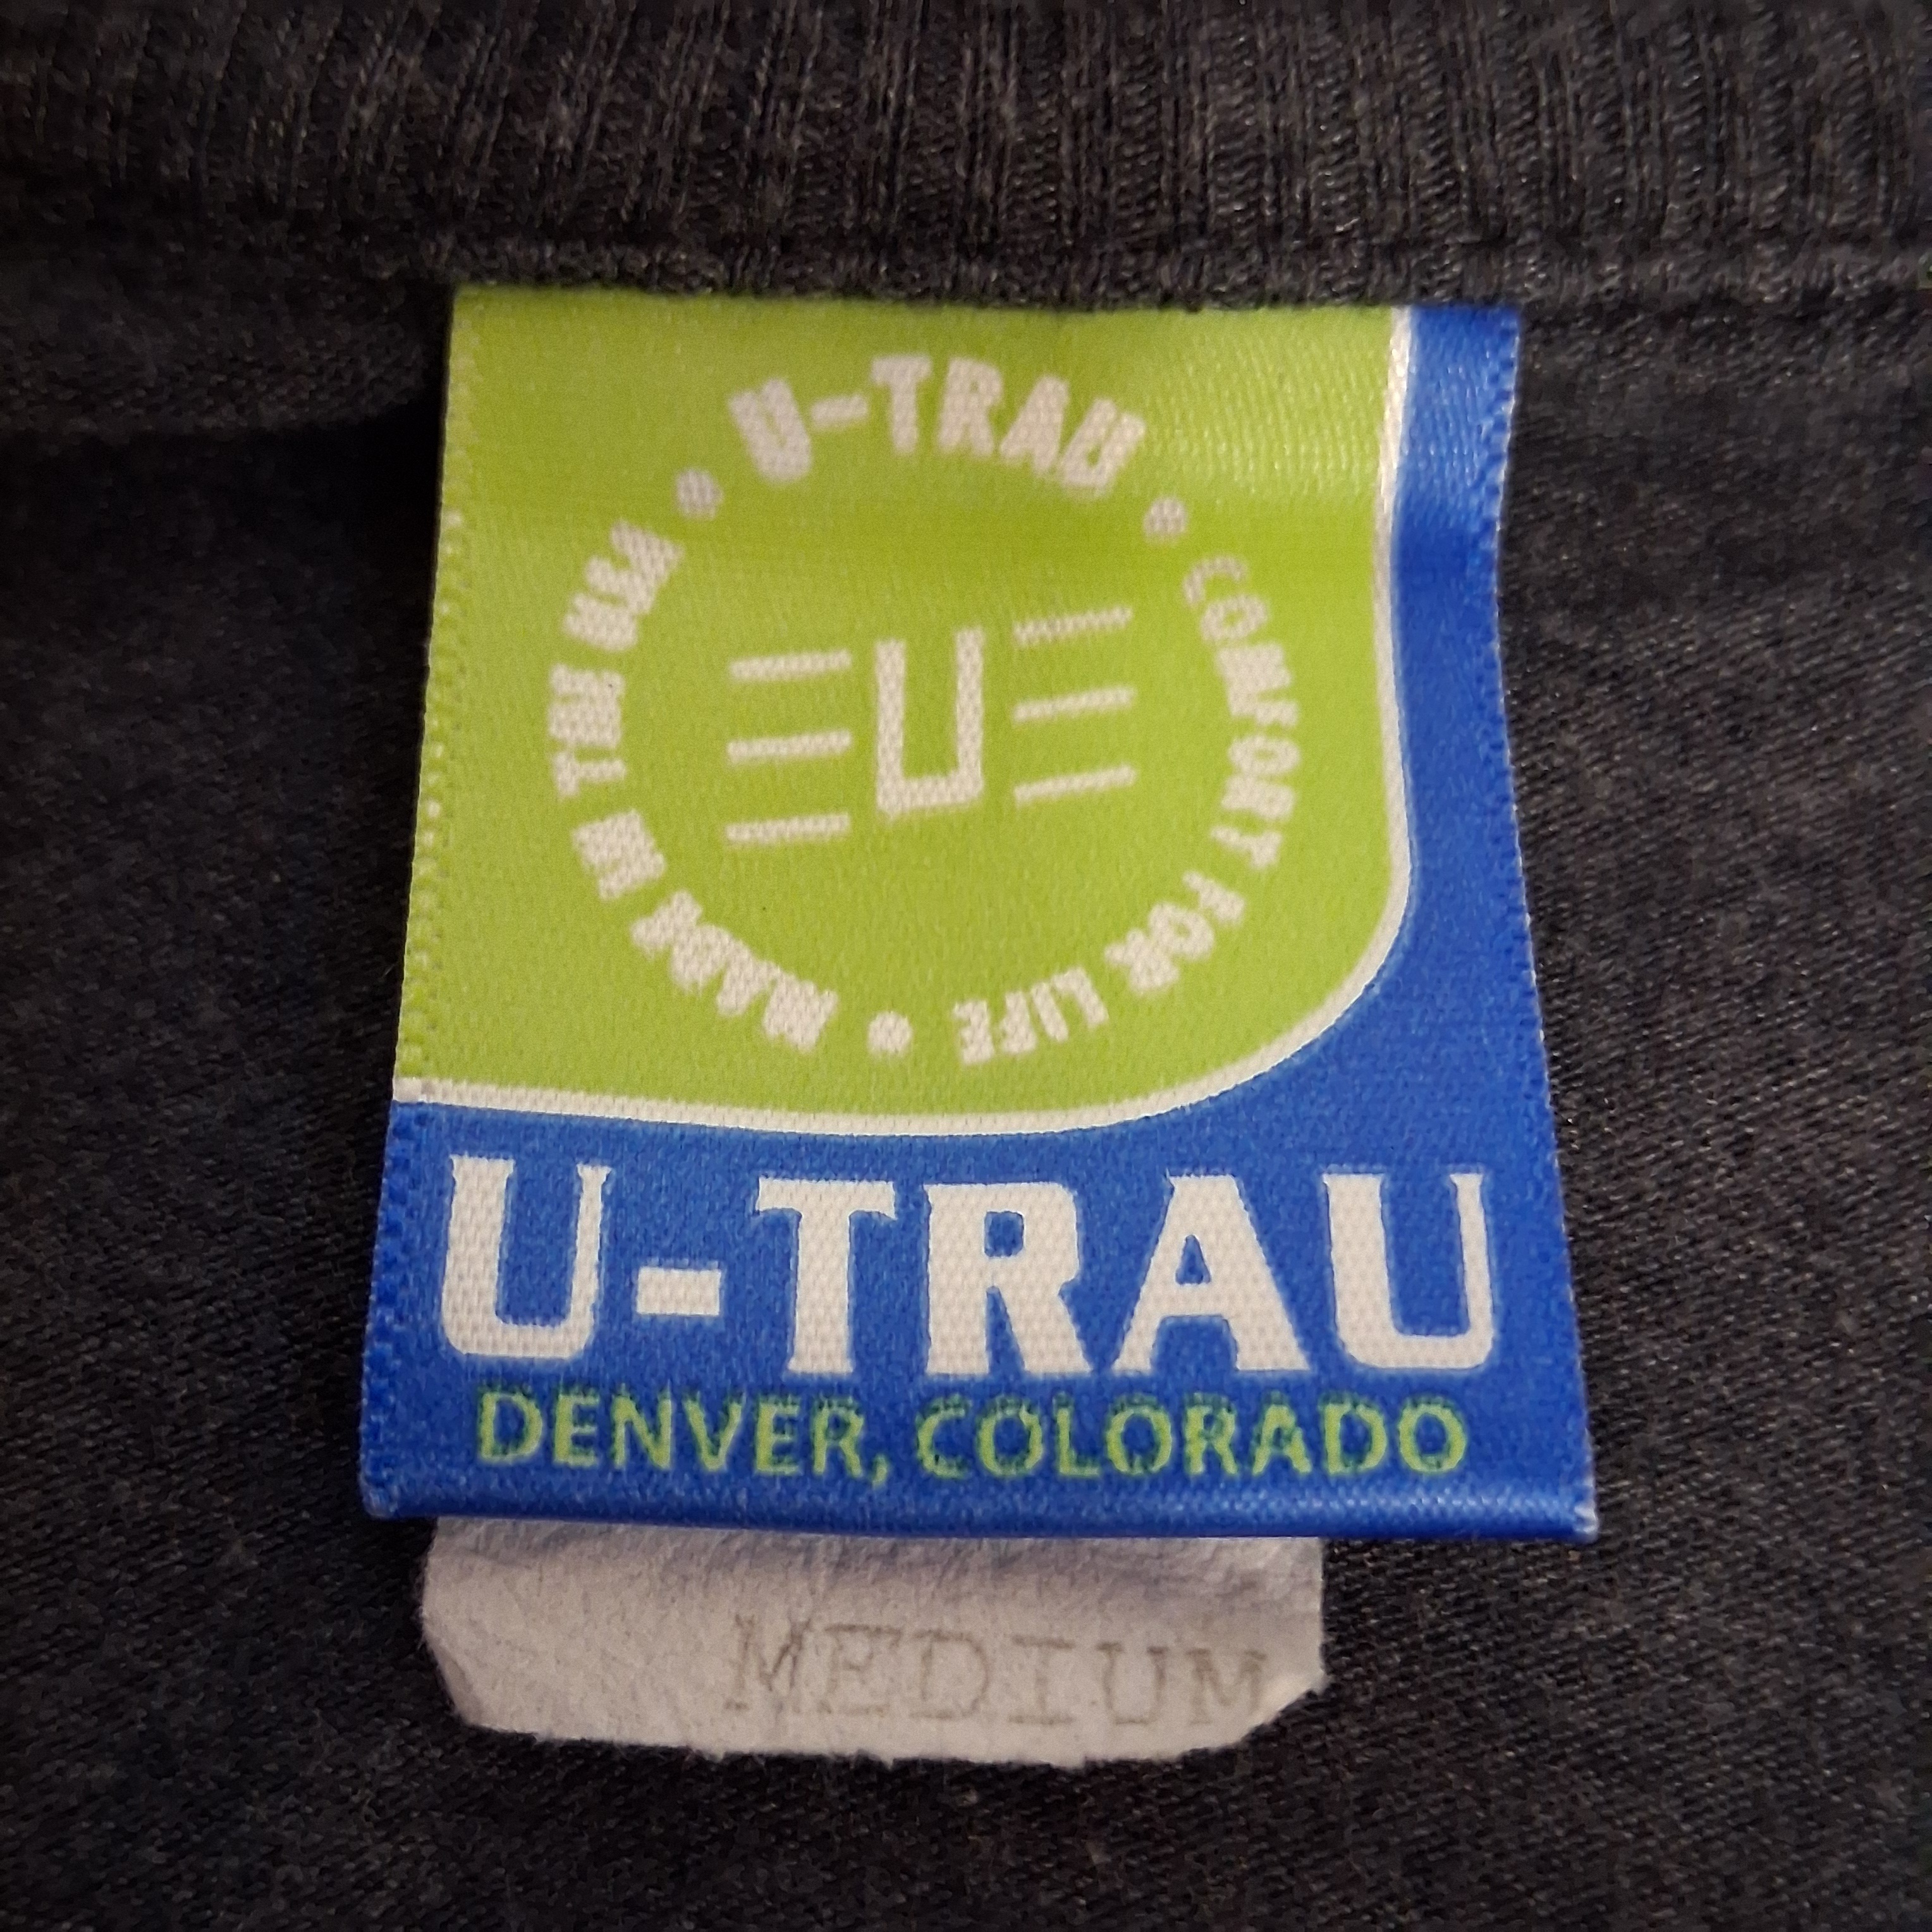 U-TRAU • COMFORT FOR LIFE • MADE IN THE USA •
U
U-TRAU
DENVER, COLORADO
MEDIUM